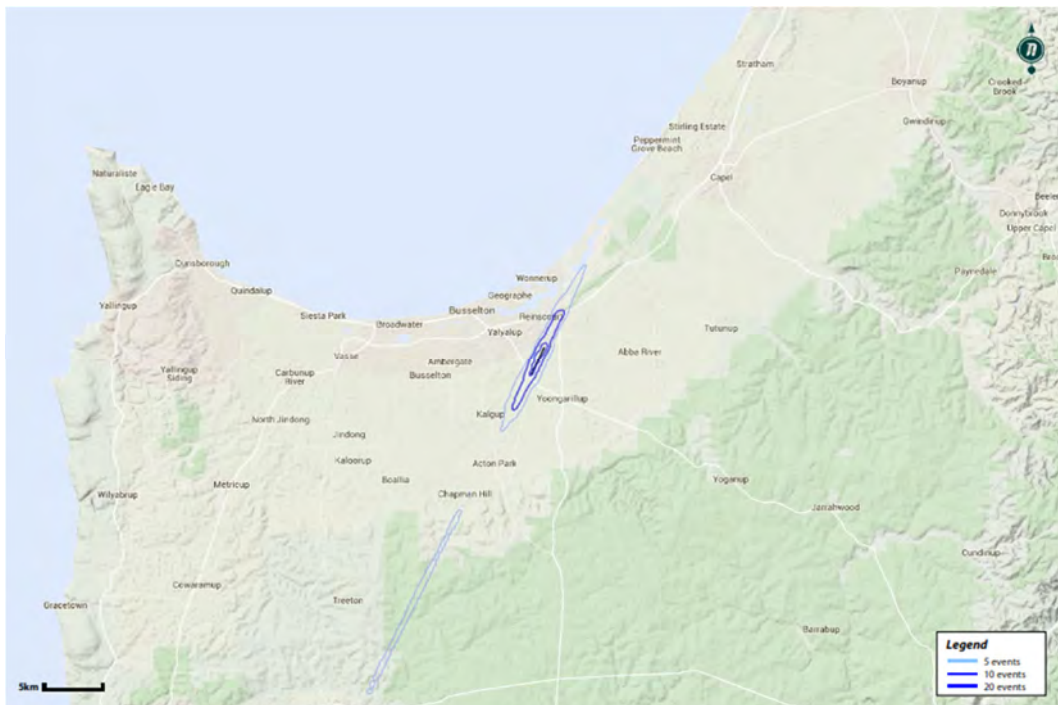 Stratham
Boyanup
Crooked
Brook
Gwindinup
Stirling Estate
Peppermint
Grove Beach
Capel
Naturaliste
Eagle Bay
Donnybrook
Upper Capel
Dunsborough
Paynedale
Yallingup
Quindalup
Wonnerup
Geographe
Siesta Park
Busselton
Broadwater
Yalyalup
Reinscourt
Tutunup
Vasse
Ambergate
Abba River
Yallingup
Siding
Carbunup
River
Busselton
North Jindong
Kalgup
Yoongarillup
Jindong
Kaloorup
Acton Park
Boallia
Metricup
Yoganup
Wilyabrup
Chapman Hill
Jarrahwood
Cundinup
Cowaramup
Treeton
Gracetown
Barrabup
Legend
5 events
10 events
20 events
5km